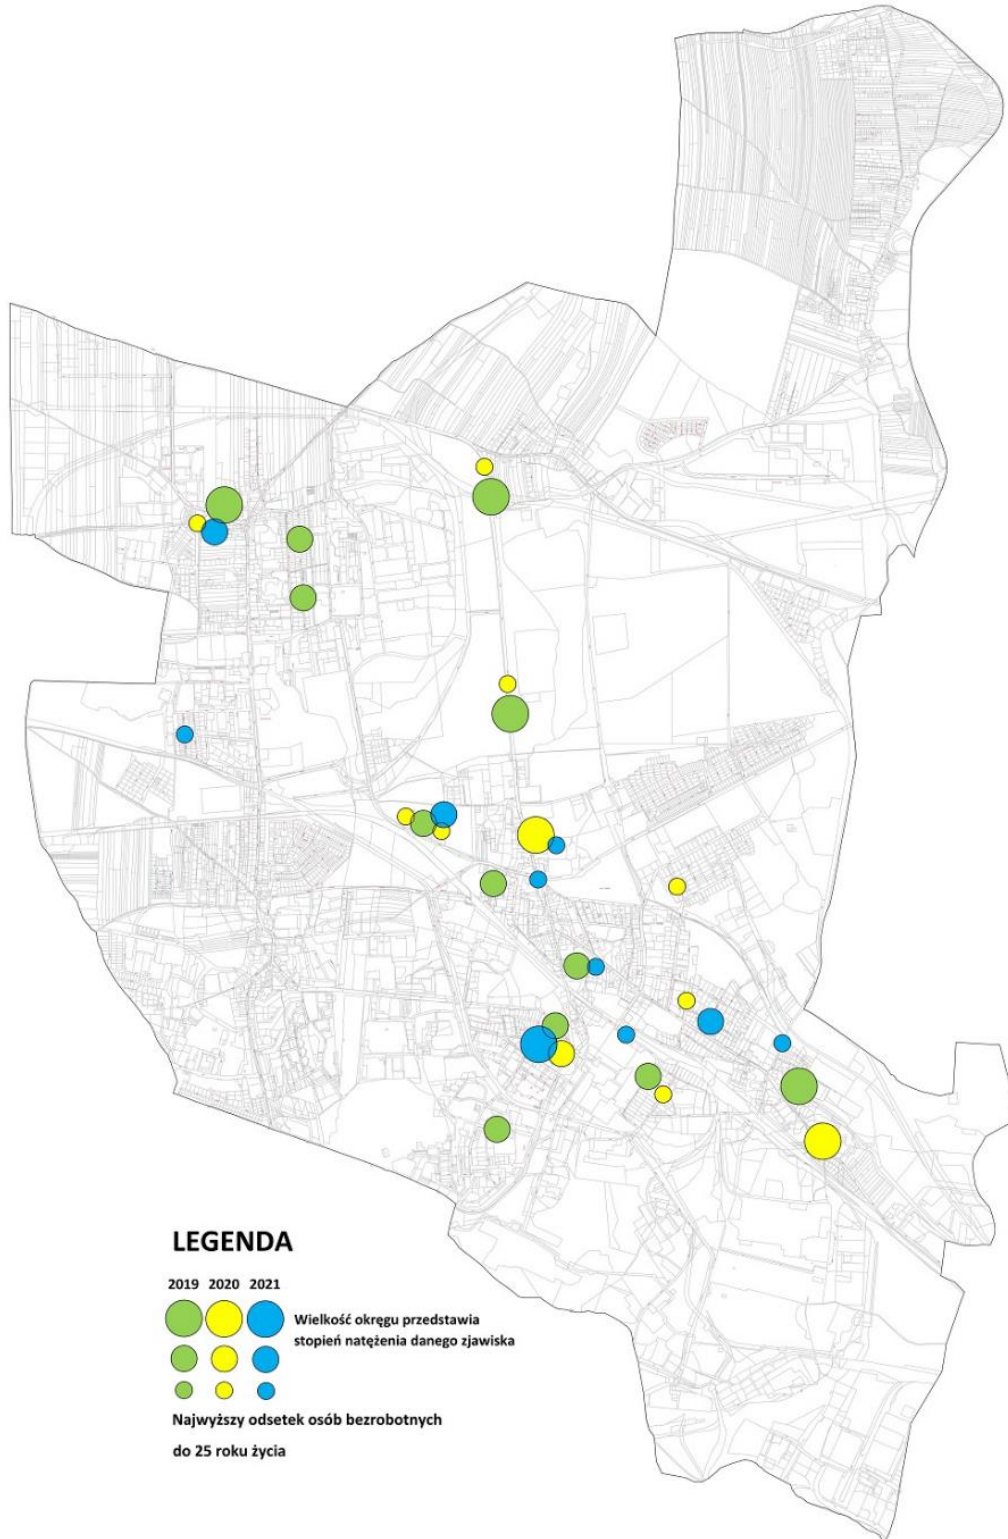 LEGENDA
2019 2020 2021
Wielkość okręgu przedstawia
stopień natężenia danego zjawiska
Najwyższy odsetek osób bezrobotnych
do 25 roku życia